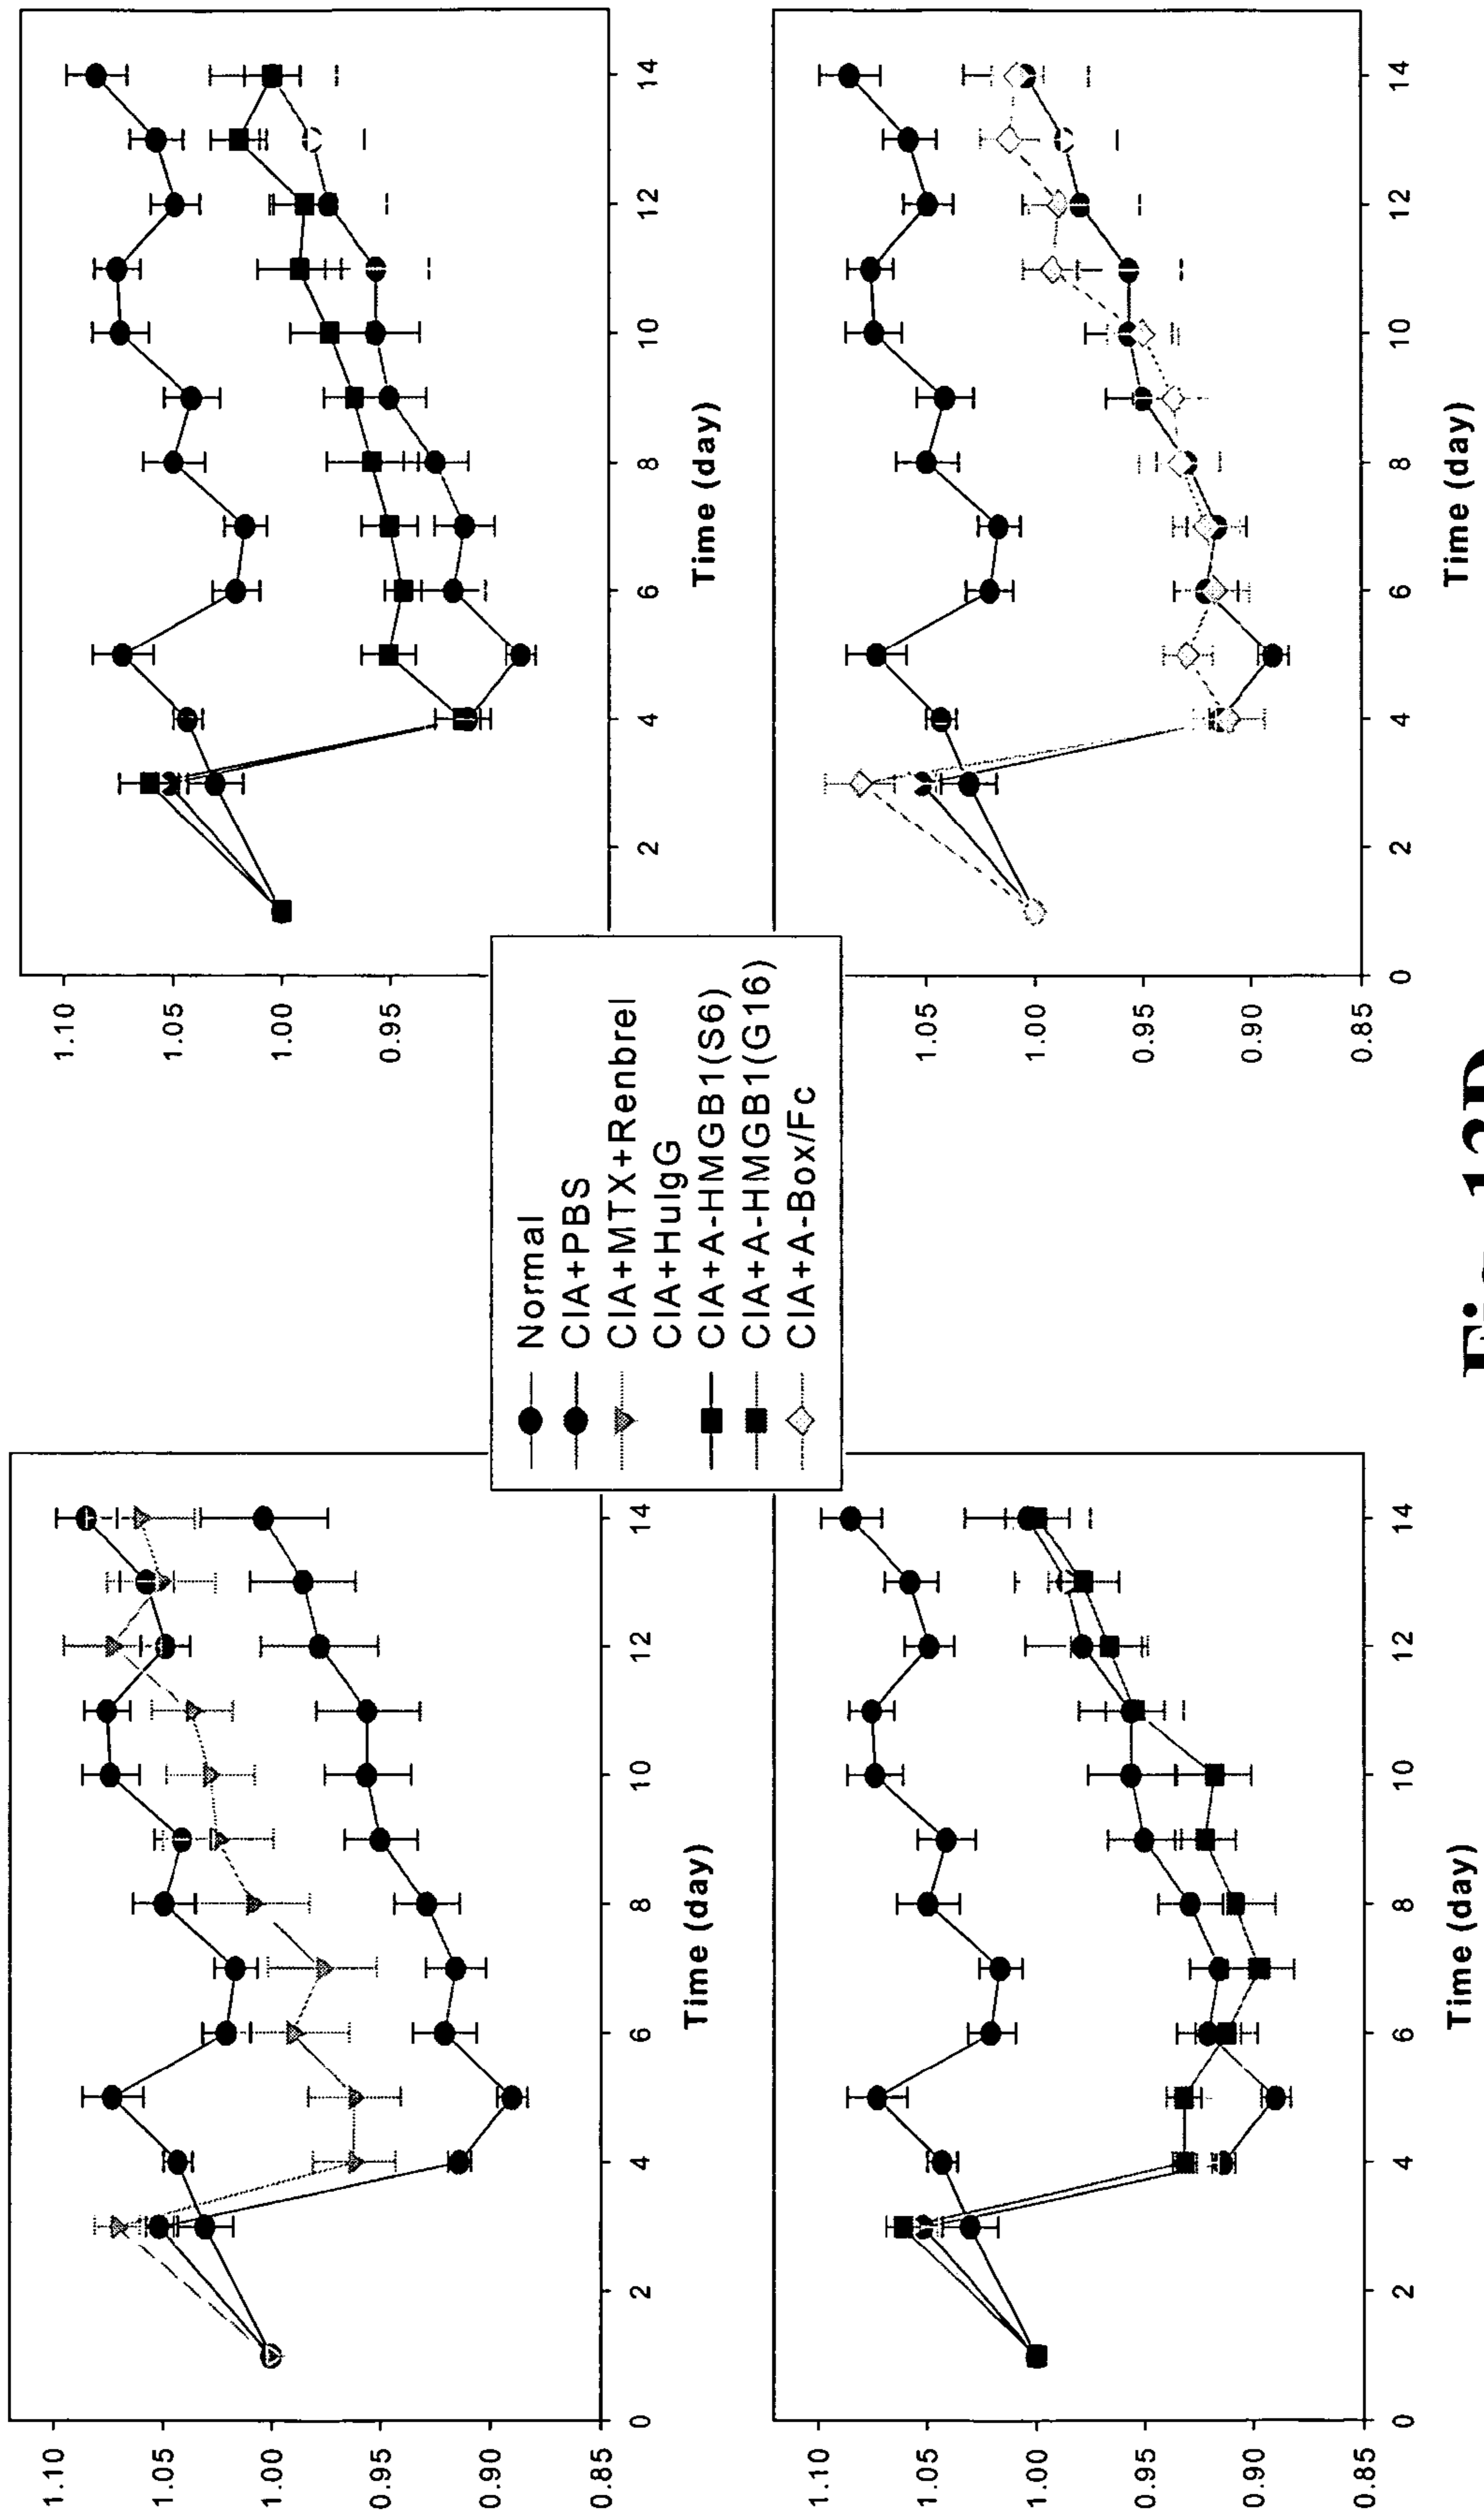 1.10
1.05
1.00
0.95
0.90
0.85
0 2 4 6 8 10 12 14
Time (day)
1.10
1.05
1.00
0.95
2 4 6 8 10 12 14
Time (day)
Normal
CIA+PBS
CIA+MTX+Renbrel
CIA+HuIgG
CIA+A-HMGB1(S6)
CIA+A-HMGB1(G16)
CIA+A-Box/Fc
1.10
1.05
1.00
0.95
0.90
0.85
0 2 4 6 8 10 12 14
Time (day)
1.05
1.00
0.95
0.90
0.85
0 2 4 6 8 10 12 14
Time (day)
Fig.